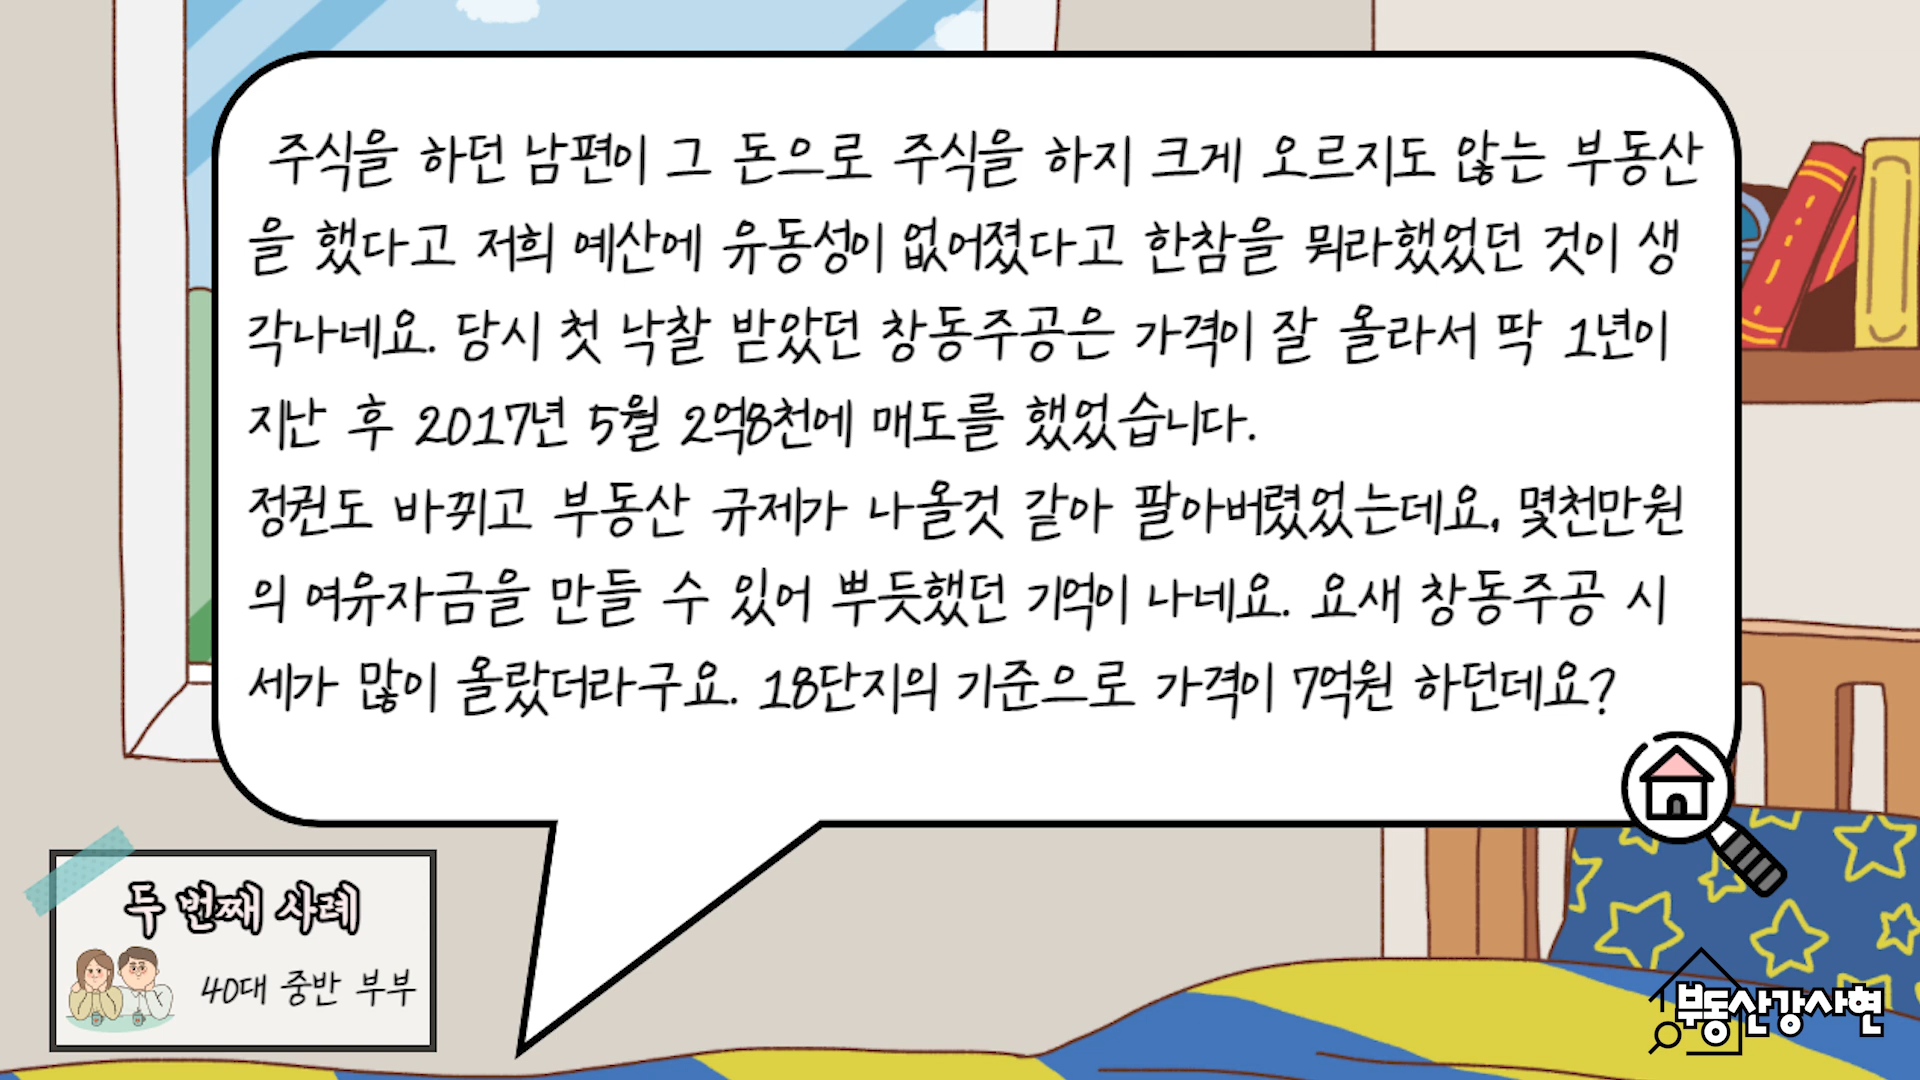 주식을 하던 남편이 그 돈으로 주식을 하지 크게 오르지도 않는 부동산
을 했다고 저희 예산에 유동성이 없어졌다고 한참을 뭐라했었던 것이 생
각나네요. 당시 첫 낙찰 받았던 창동주공은 가격이 잘 올라서 딱 1년이
지난 후 2017년 5월 2억8천에 매도를 했었습니다.
정권도 바뀌고 부동산 규제가 나올것 같아 팔아버렸었는데요, 몇천만원
의 여유자금을 만들 수 있어 뿌듯했던 기억이 나네요. 요새 창동주공 시
세가 많이 올랐더라구요. 18단지의 기준으로 가격이 7억원 하던데요?
두 번째 사례
40대 중반 부부
부동산강사현